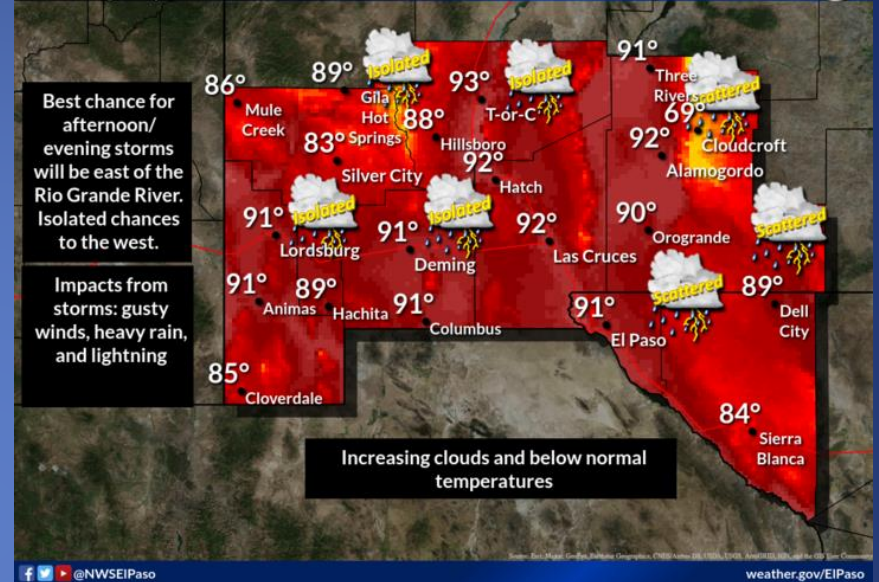 Best chance for
afternoon/
evening storms
will be east of the
Rio Grande River.
Isolated chances
to the west.
Impacts from
storms: gusty
winds, heavy rain,
and lightning
86°
Mule
Creek
89°
Gila
Hot
Springs
Isolated
93°
T-or-C
Isolated
91°
Three
Rivers
Scattered
69°
Cloudcroft
83°
Silver City
88°
Hillsboro
92°
Hatch
92°
Alamogordo
91°
Lordsburg
Isolated
91°
Deming
Isolated
92°
Las Cruces
90°
Orogrande
Scattered
91°
Animas
89°
Hachita
91°
Columbus
91°
El Paso
Scattered
89°
Dell
City
85°
Cloverdale
84°
Sierra
Blanca
Increasing clouds and below normal
temperatures
@NWSElPaso
weather.gov/ElPaso